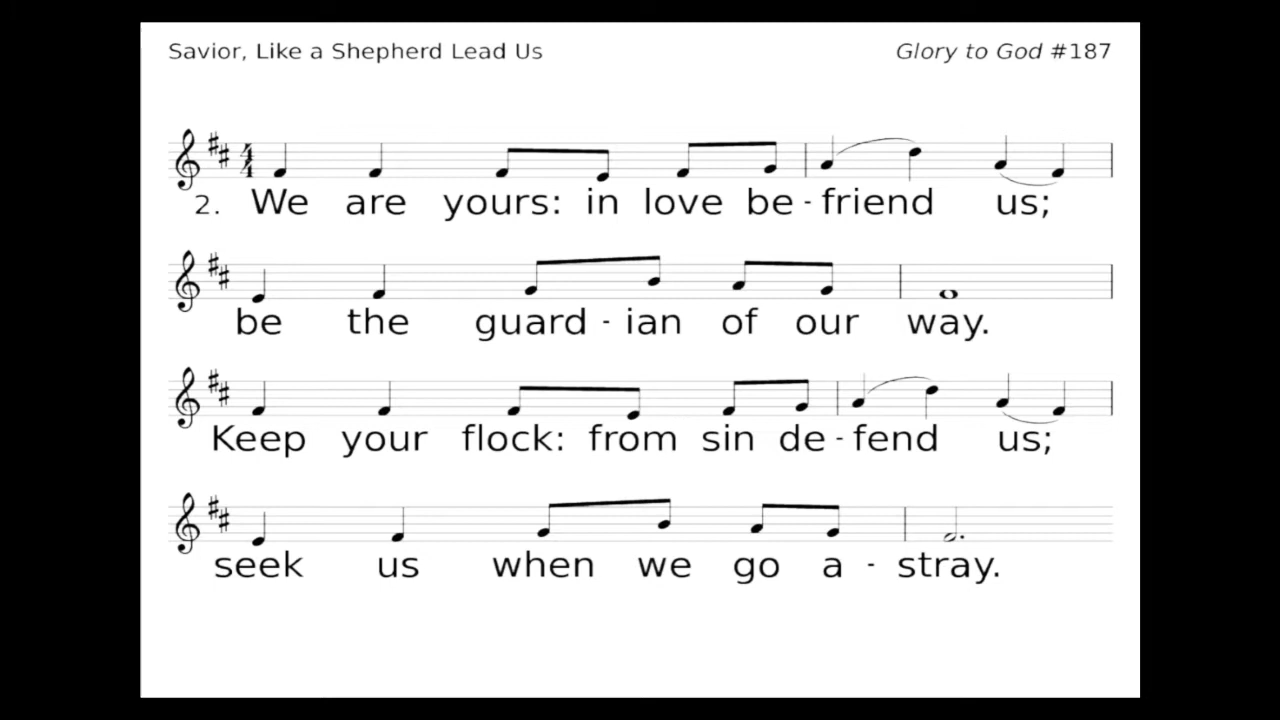 Savior, Like a Shepherd Lead Us Glory to God #187
4
4
2. We are yours: in love be - friend us;
be the guard - ian of our way.
Keep your flock: from sin de - fend us;
seek us when we go a - stray.